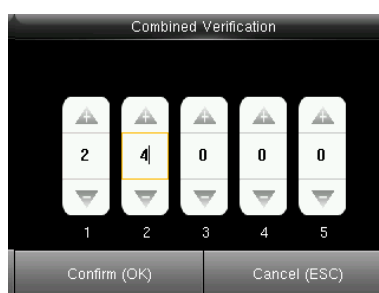 Combined Verification
+ + + + +
2 4 0 0 0
- - - - -
1 2 3 4 5
Confirm (OK) Cancel (ESC)